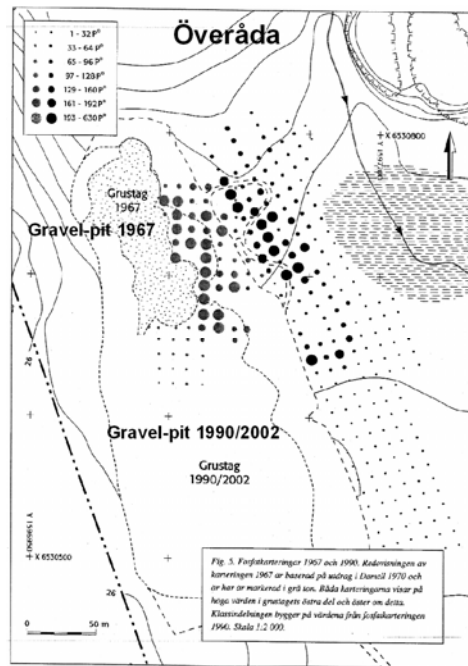 Överåda
1 - 32 P°
33 - 64 P°
65 - 96 P°
97 - 128 P°
129 - 160 P°
161 - 192 P°
193 - 630 P°
X 6530800
Grustag
1967
Gravel-pit 1967
26
Gravel-pit 1990/2002
Grustag
1990/2002
X 6530500
26
0
50 m
Fig. 5. Fosfatkarteringar 1967 och 1990. Redovisningen av
karteringen 1967 är baserad på utdrag i Damell 1970 och
är här är markerad i grå ton. Båda karteringarna visar på
höga värden i grustagets östra del och öster om detta.
Klassindelningen bygger på värdena från fosfatkarteringen
1990. Skala 1:2 000.